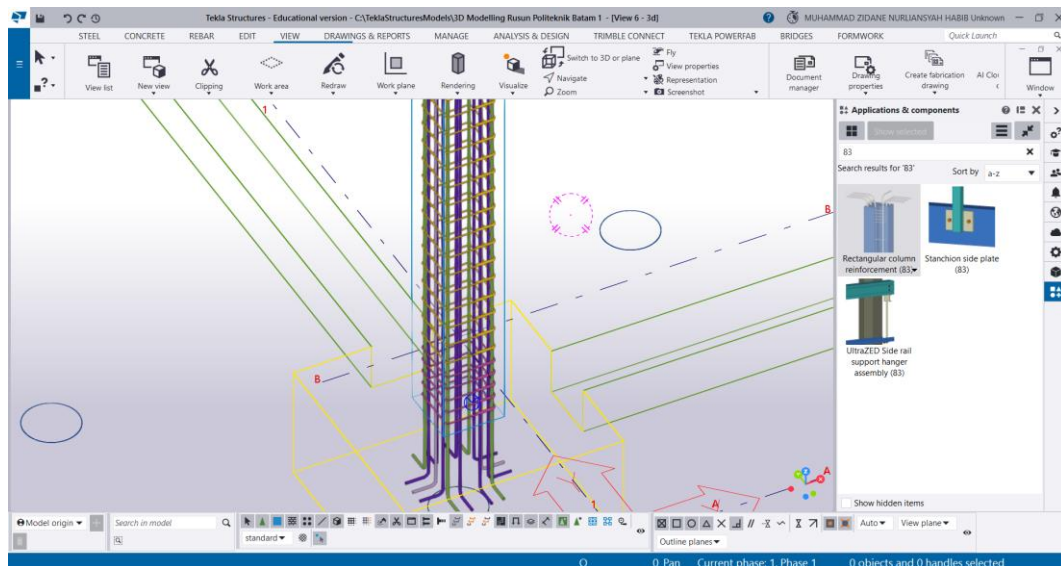 Tekla Structures - Educational version - C:\TeklaStructuresModels\3D Modelling Rusun Politeknik Batam 1 - [View 6 - 3d]
MUHAMMAD ZIDANE NURLIANSYAH HABIB Unknown
STEEL CONCRETE REBAR EDIT VIEW DRAWINGS & REPORTS MANAGE ANALYSIS & DESIGN TRIMBLE CONNECT TEKLA POWERFAB BRIDGES FORMWORK Quick Launch
View list
New view
Clipping
Work area
Redraw
Work plane
Rendering
Visualize
Switch to 3D or plane
Navigate
Zoom
Fly
View properties
Representation
Screenshot
Document manager
Drawing properties
Create fabrication drawing
AI Clou
Window
Applications & components
Show selected
83
Search results for '83' Sort by a-z
Rectangular column
reinforcement (83)
Stanchion side plate
(83)
UltraZED Side rail
support hanger
assembly (83)
Show hidden items
1
B
B
1
A
A
Model origin
Search in model
standard
Auto
View plane
Outline planes
O 0 Pan Current phase: 1, Phase 1 0 objects and 0 handles selected